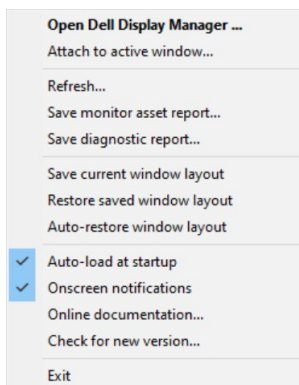 Open Dell Display Manager ...
Attach to active window...
Refresh...
Save monitor asset report...
Save diagnostic report...
Save current window layout
Restore saved window layout
Auto-restore window layout
Auto-load at startup
Onscreen notifications
Online documentation...
Check for new version...
Exit